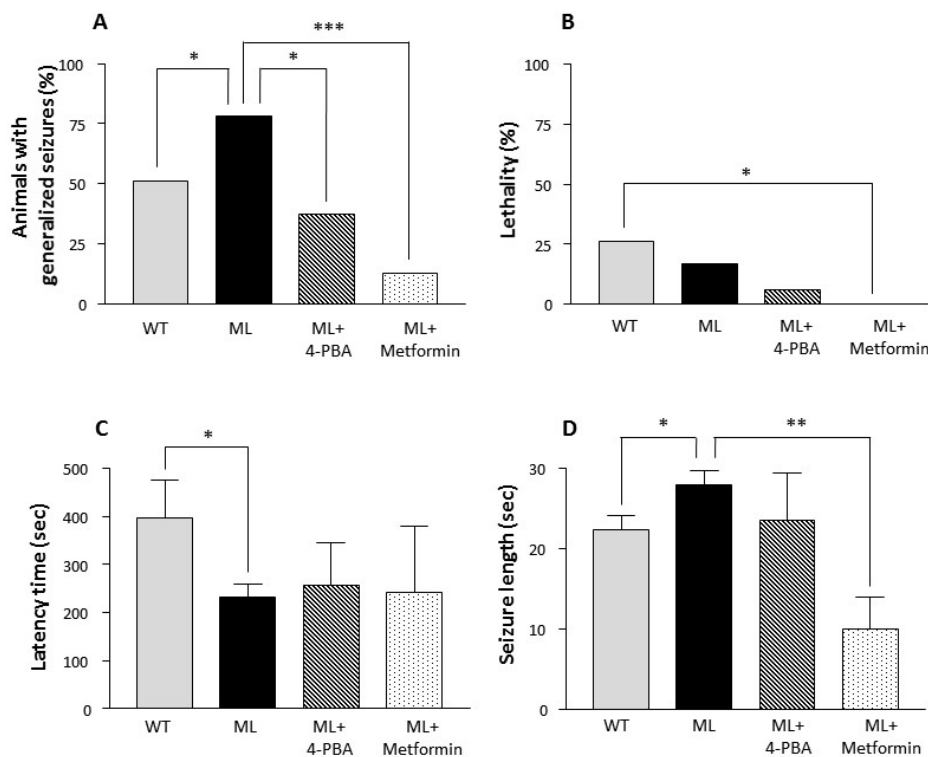 A
Animals with
generalized seizures (%)
100
75
50
25
0
*
***
*
WT
ML
ML+
4-PBA
ML+
Metformin
B
Lethality (%)
100
75
50
25
0
*
WT
ML
ML+
4-PBA
ML+
Metformin
C
Latency time (sec)
500
400
300
200
100
0
*
WT
ML
ML+
4-PBA
ML+
Metformin
D
Seizure length (sec)
30
20
10
0
*
**
WT
ML
ML+
4-PBA
ML+
Metformin